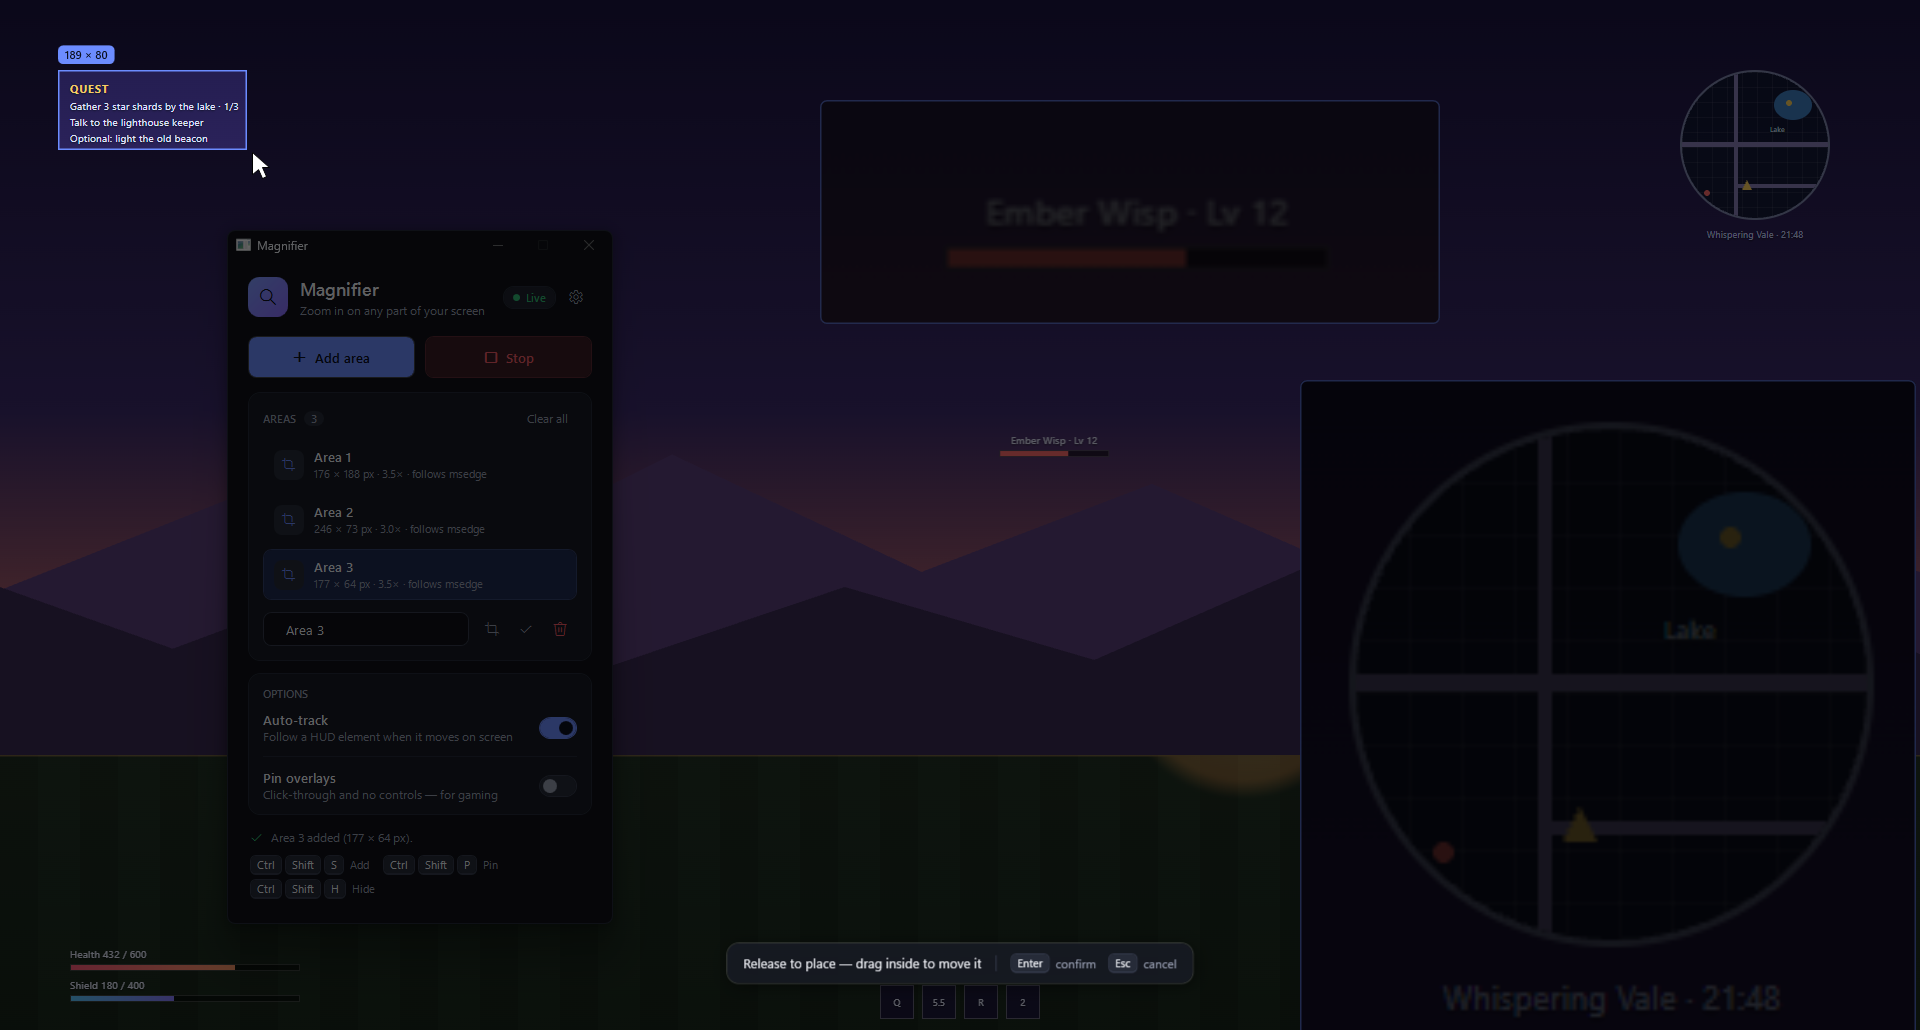 189 × 80
QUEST
Gather 3 star shards by the lake · 1/3
Talk to the lighthouse keeper
Optional: light the old beacon
Ember Wisp · Lv 12
Lake
Whispering Vale · 21:48
Magnifier
Magnifier
Zoom in on any part of your screen
Live
Add area
Stop
AREAS 3
Clear all
Area 1
176 × 188 px · 3.5× · follows msedge
Area 2
246 × 73 px · 3.0× · follows msedge
Area 3
177 × 64 px · 3.5× · follows msedge
Area 3
OPTIONS
Auto-track
Follow a HUD element when it moves on screen
Pin overlays
Click-through and no controls — for gaming
Area 3 added (177 × 64 px).
Ctrl Shift S Add Ctrl Shift P Pin
Ctrl Shift H Hide
Ember Wisp · Lv 12
Lake
Whispering Vale · 21:48
Health 432 / 600
Shield 180 / 400
Release to place — drag inside to move it Enter confirm Esc cancel
Q 5.5 R 2